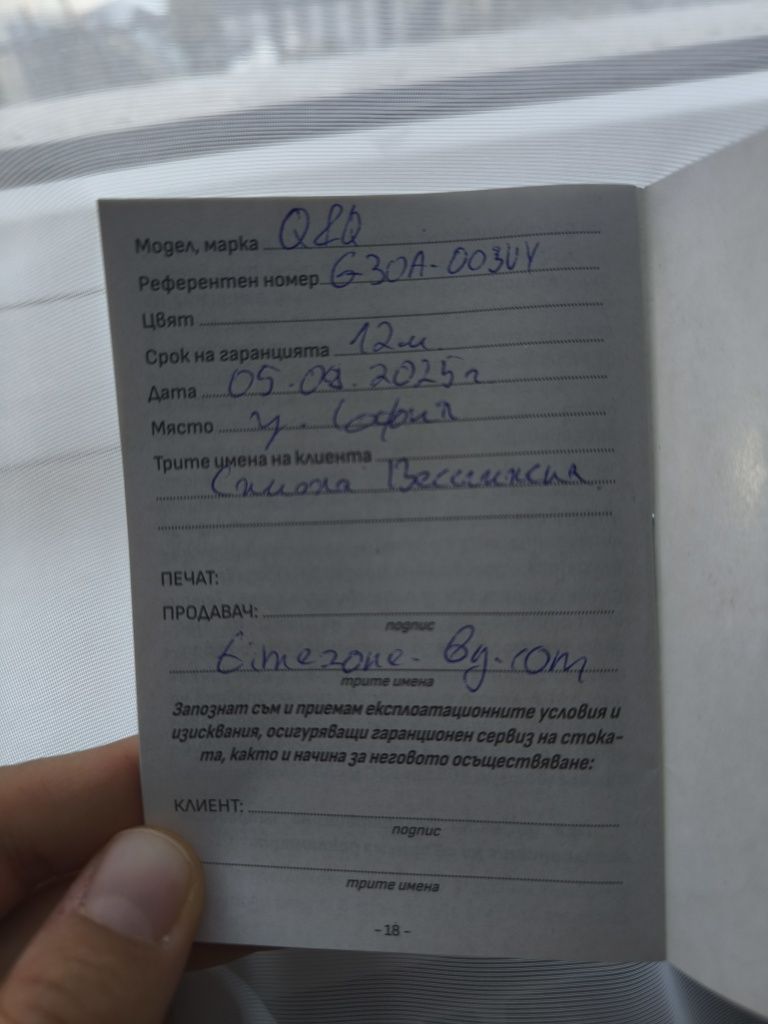 Модел, марка Q&Q
Референтен номер G30A-003VY
Цвят
Срок на гаранцията 12м
Дата 05.08.2025г
Място гр. София
Трите имена на клиента
Симона
ПЕЧАТ:
ПРОДАВАЧ:
подпис
timezone-bg.com
трите имена
Запознат съм и приемам експлоатационните условия и
изисквания, осигуряващи гаранционен сервиз на стока-
та, както и начина за неговото осъществяване:
КЛИЕНТ:
подпис
трите имена
- 18 -